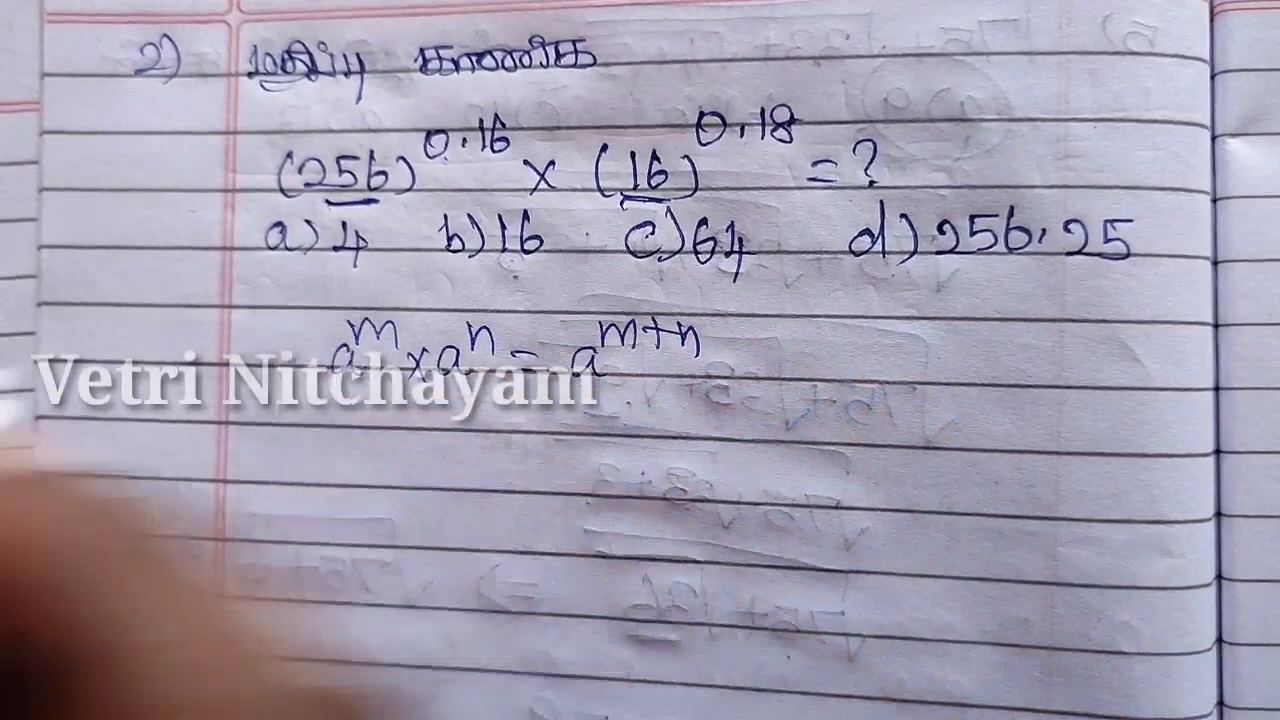 2) மதிப்பு காண்க
(256)^0.16 × (16)^0.18 = ?
a) 4 b) 16 c) 64 d) 256.25
a^m × a^n = a^m+n
Vetri Nitchayam